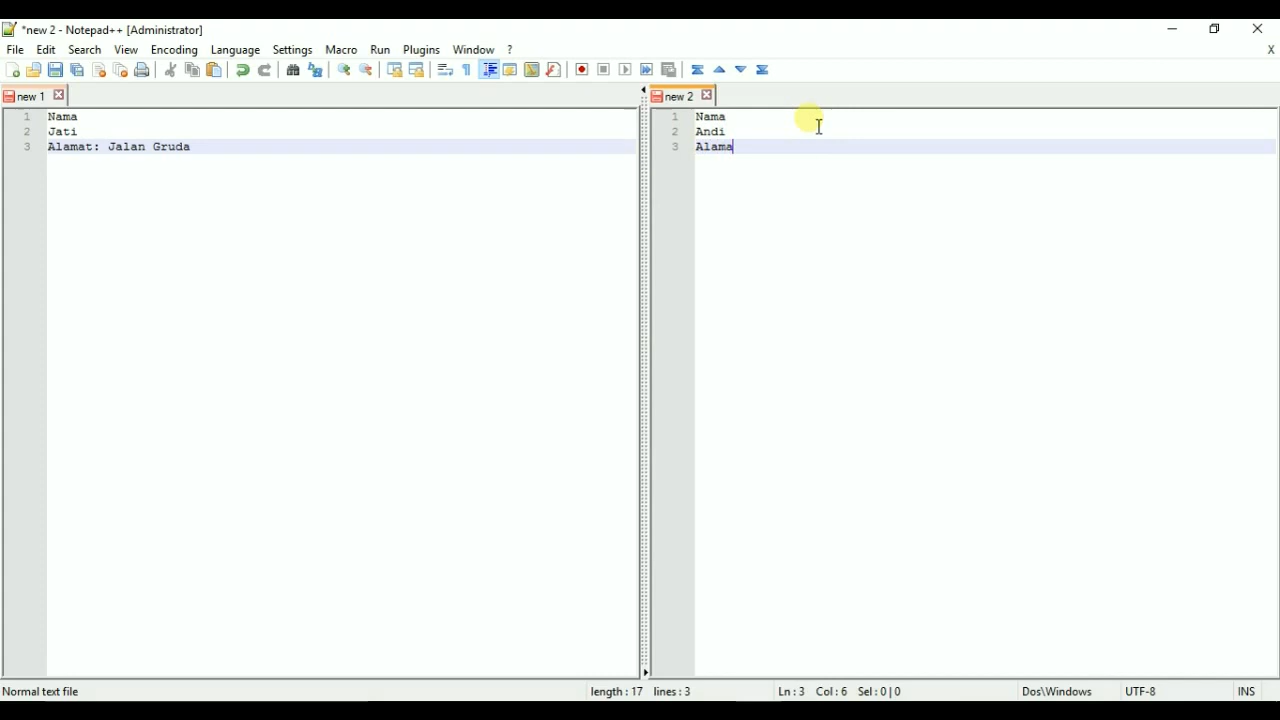 *new 2 - Notepad++ [Administrator]
File Edit Search View Encoding Language Settings Macro Run Plugins Window ? X
new 1
new 2
1 Nama
2 Jati
3 Alamat: Jalan Gruda
1 Nama
2 Andi
3 Alama
Normal text file length : 17 lines : 3 Ln : 3 Col : 6 Sel : 0 | 0 Dos\Windows UTF-8 INS